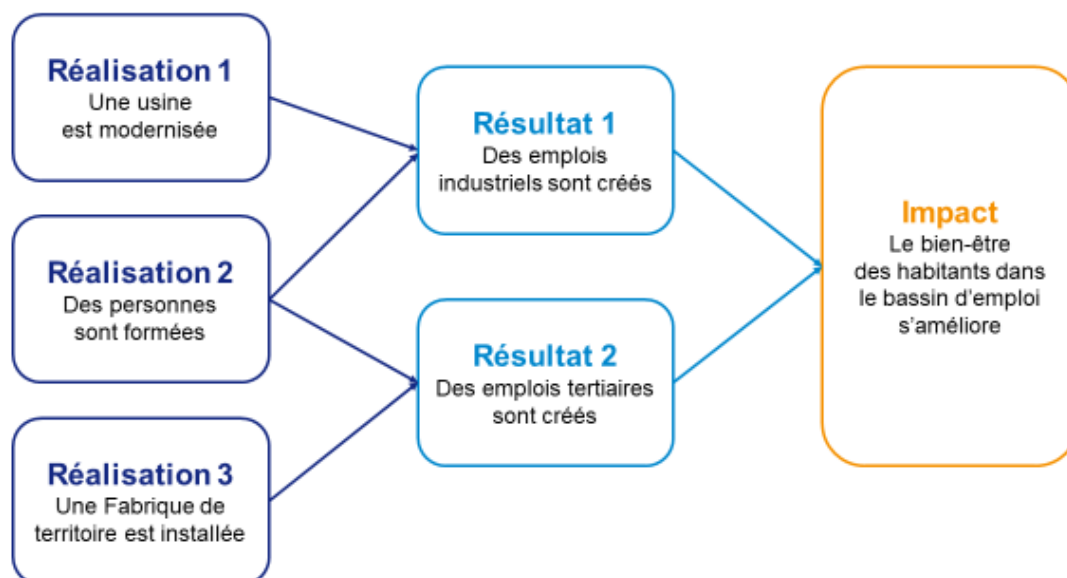 Réalisation 1
Une usine
est modernisée
Réalisation 2
Des personnes
sont formées
Réalisation 3
Une Fabrique de
territoire est installée
Résultat 1
Des emplois
industriels sont créés
Résultat 2
Des emplois tertiaires
sont créés
Impact
Le bien-être
des habitants dans
le bassin d’emploi
s’améliore